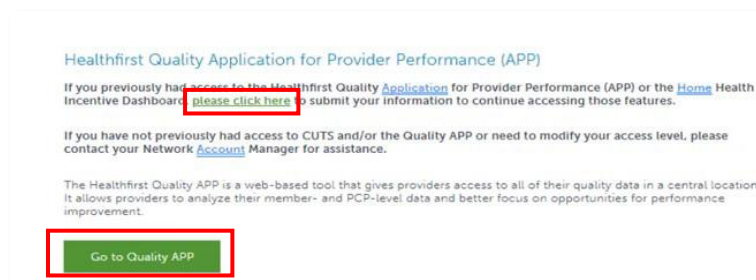 Healthfirst Quality Application for Provider Performance (APP)
If you previously had access to the Healthfirst Quality Application for Provider Performance (APP) or the Home Health
Incentive Dashboard, please click here to submit your information to continue accessing those features.
If you have not previously had access to CUTS and/or the Quality APP or need to modify your access level, please
contact your Network Account Manager for assistance.
The Healthfirst Quality APP is a web-based tool that gives providers access to all of their quality data in a central location
It allows providers to analyze their member- and PCP-level data and better focus on opportunities for performance
improvement.
Go to Quality APP